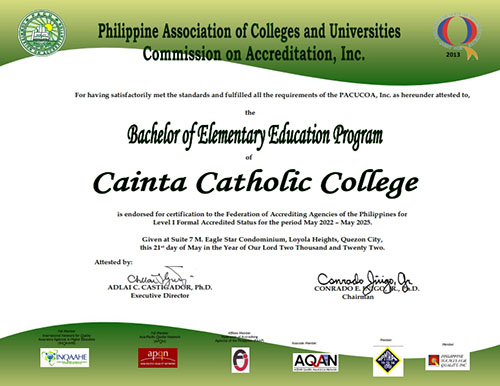 Philippine Association of Colleges and Universities
Commission on Accreditation, Inc.
2013
For having satisfactorily met the standards and fulfilled all the requirements of the PACUCOA, Inc. as hereunder attested to,
the
Bachelor of Elementary Education Program
of
Cainta Catholic College
is endorsed for certification to the Federation of Accrediting Agencies of the Philippines for
Level I Formal Accredited Status for the period May 2022 – May 2025.
Given at Suite 7 M. Eagle Star Condominium, Loyola Heights, Quezon City,
this 21st day of May in the Year of Our Lord Two Thousand and Twenty Two.
Attested by:
ADLAI C. CASTIGADOR, Ph.D.
Executive Director
CONRADO E. IÑIGO, JR., Ph.D.
Chairman
INQAAHE
apqn
AQAN
PHILIPPINE
SOCIETY FOR
QUALITY, INC